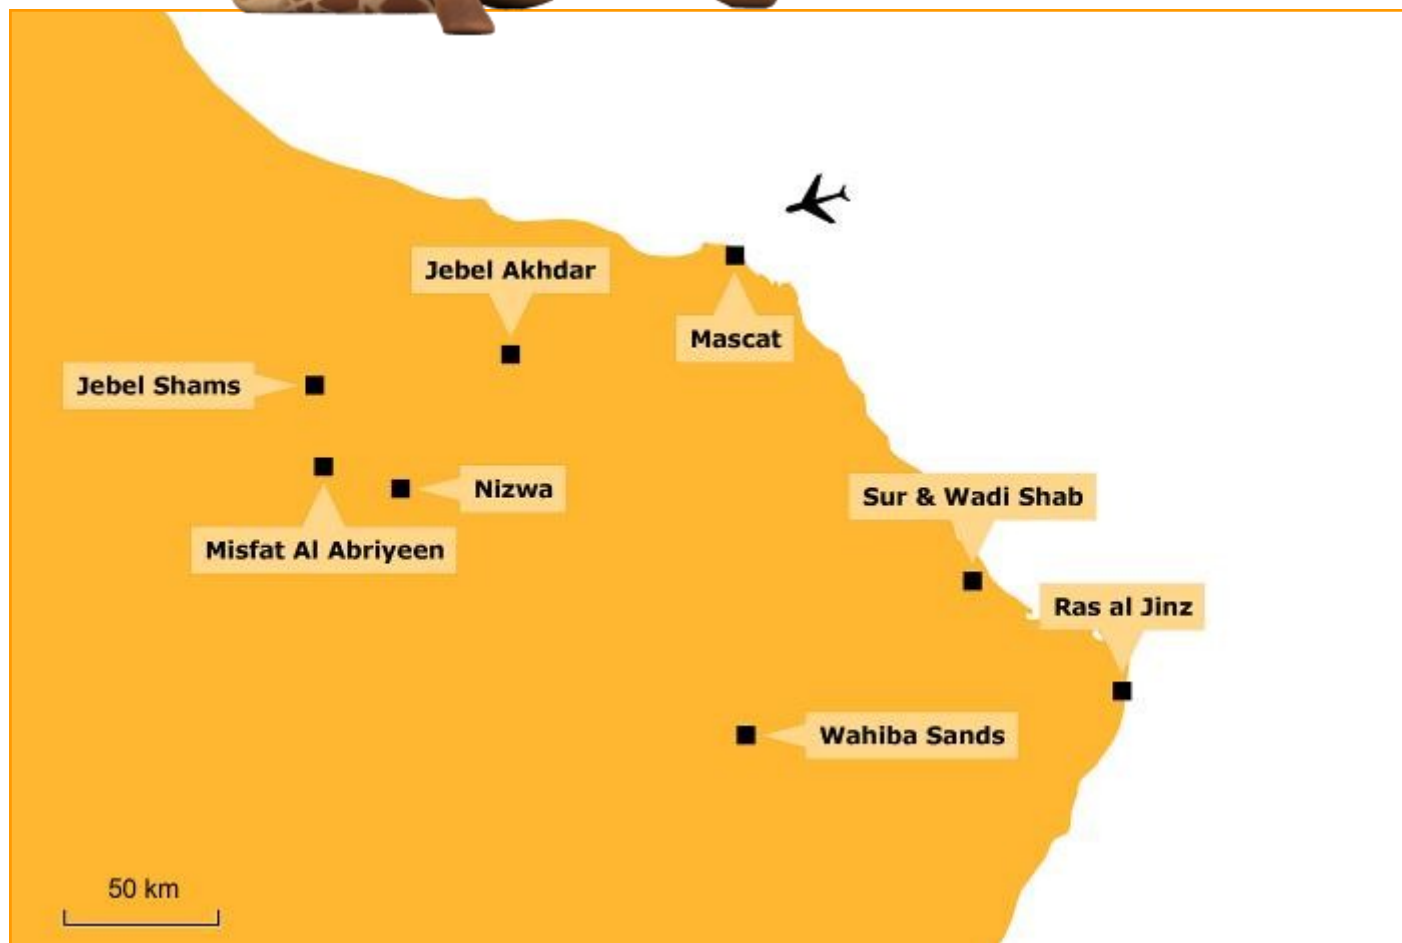 Jebel Akhdar
Mascat
Jebel Shams
Nizwa
Sur & Wadi Shab
Misfat Al Abriyeen
Ras al Jinz
Wahiba Sands
50 km